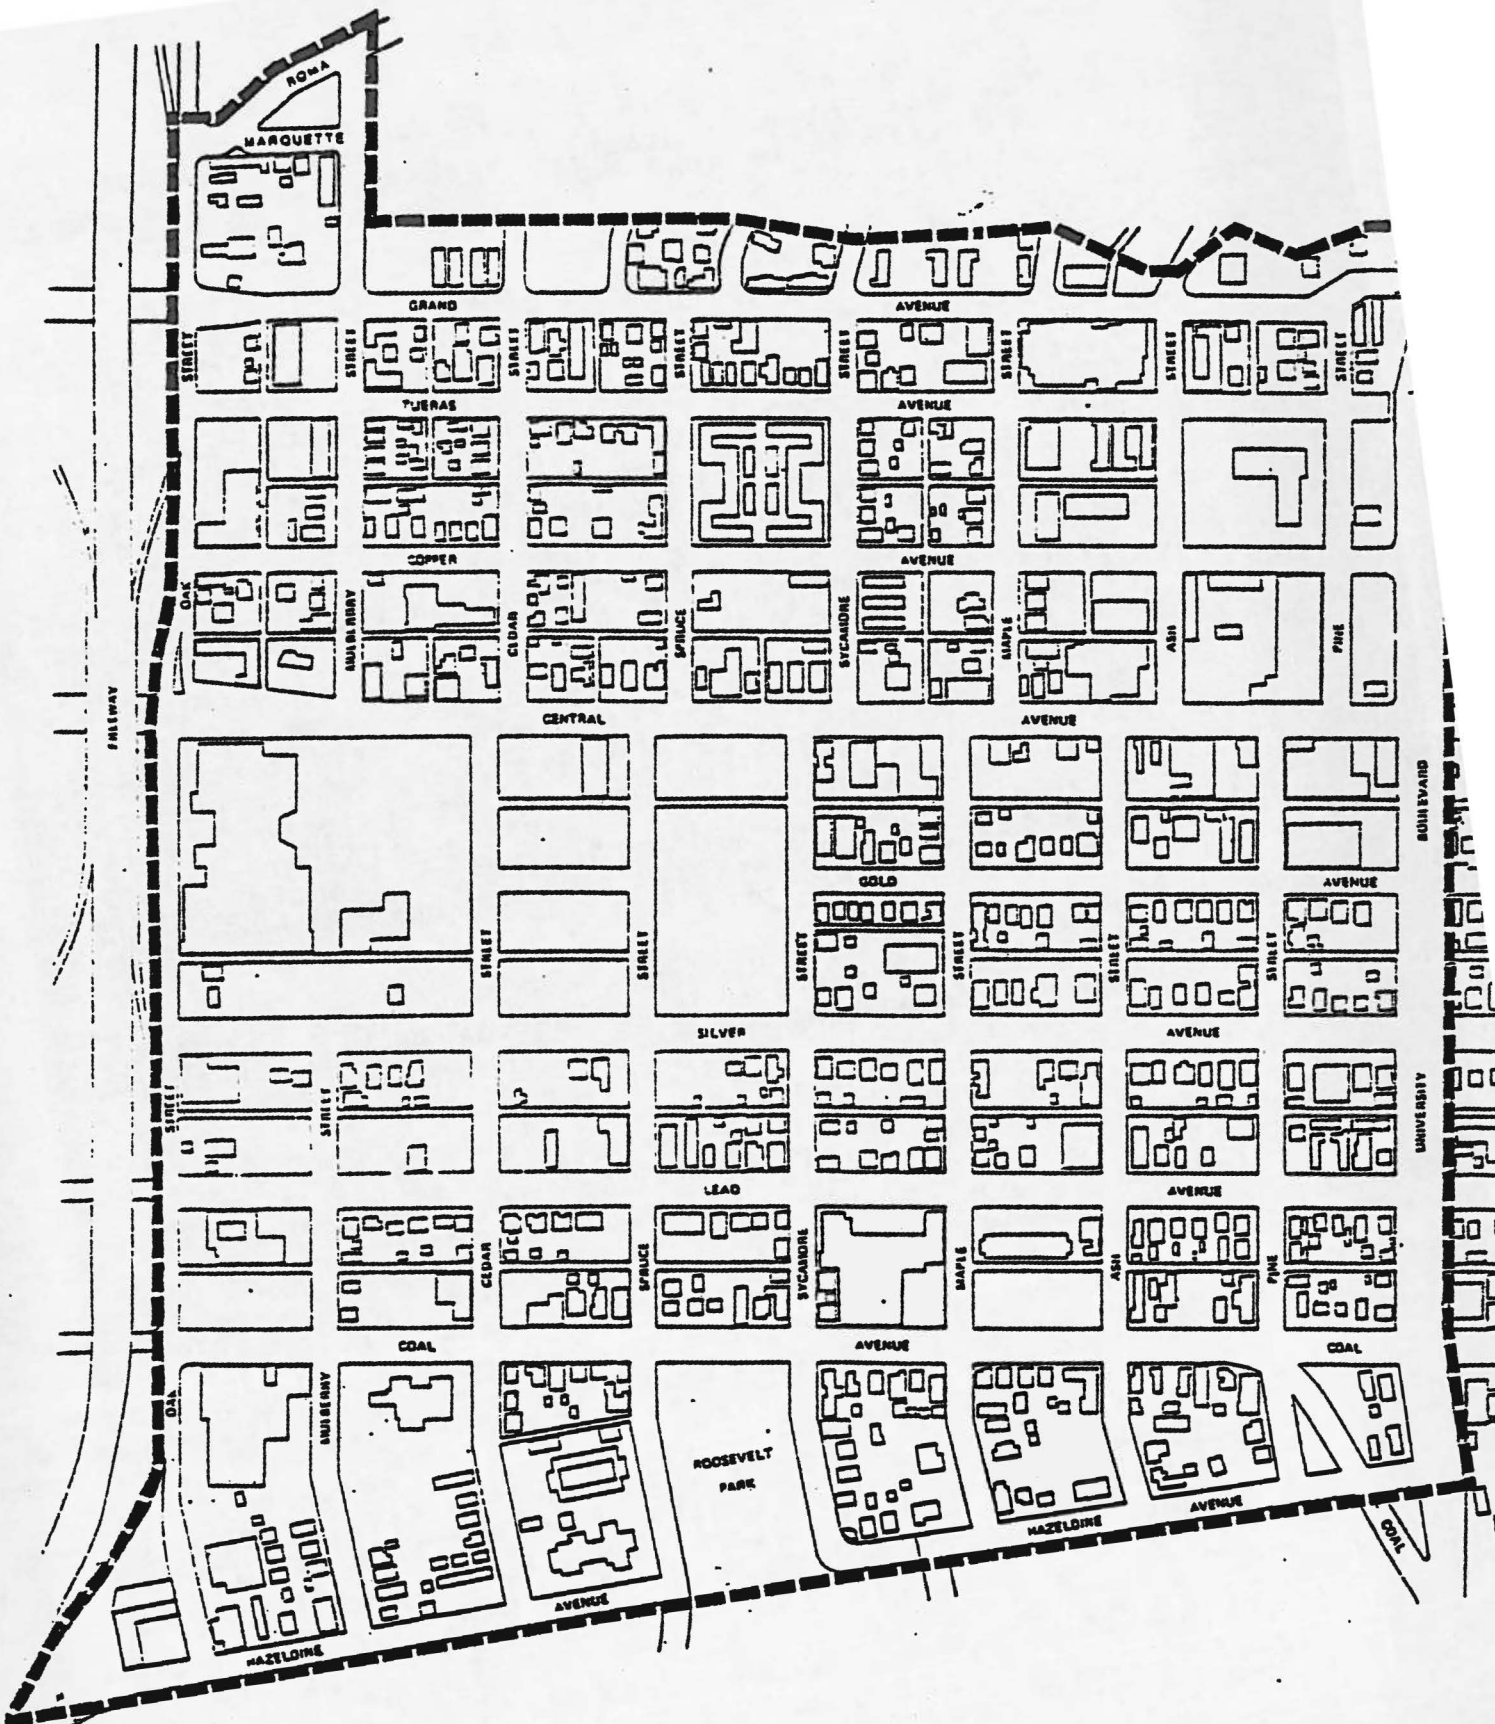 ROMA
MARQUETTE
GRAND
AVENUE
STREET
STREET
STREET
STREET
STREET
STREET
STREET
STREET
TIJERAS
AVENUE
COPPER
AVENUE
OAK
MULBERRY
CEDAR
SPRUCE
SYCAMORE
MAPLE
ASH
PINE
FREEWAY
CENTRAL
AVENUE
BOULEVARD
GOLD
AVENUE
STREET
STREET
STREET
STREET
STREET
STREET
SILVER
AVENUE
STREET
STREET
UNIVERSITY
LEAD
AVENUE
CEDAR
SPRUCE
SYCAMORE
MAPLE
ASH
PINE
COAL
AVENUE
COAL
OAK
MULBERRY
ROOSEVELT
PARK
HAZELDINE
AVENUE
COAL
AVENUE
HAZELDINE